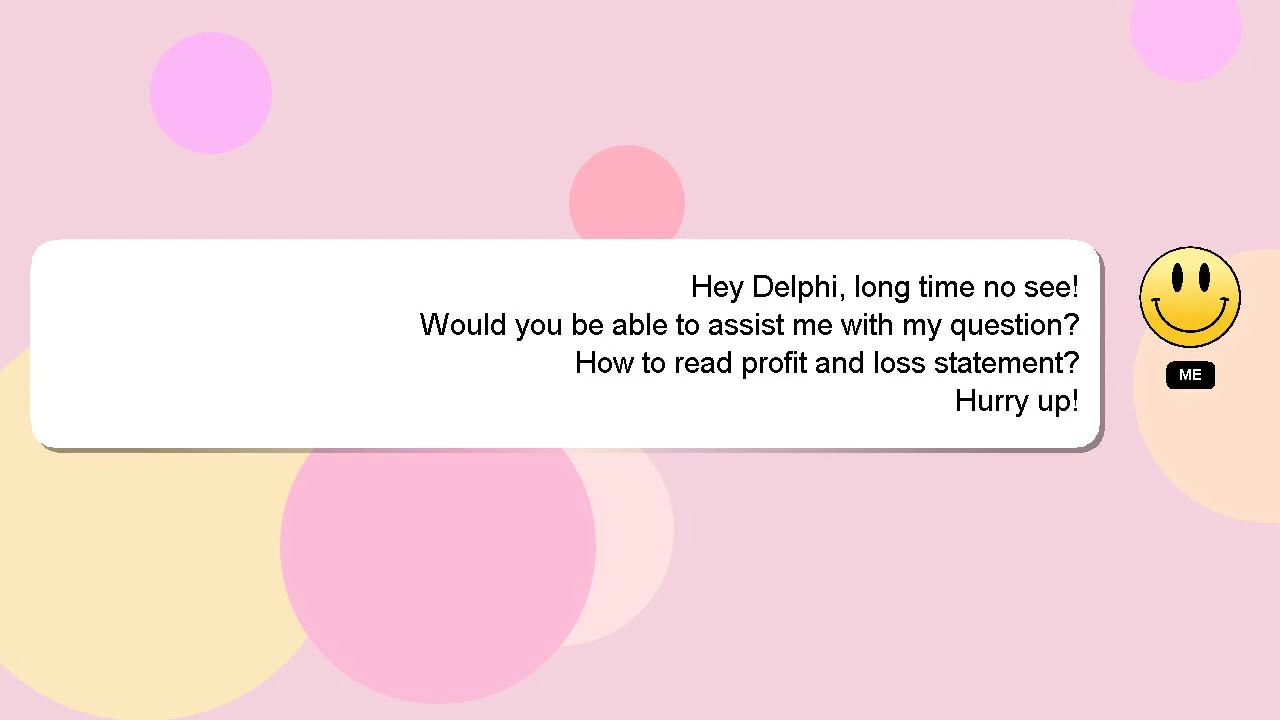 Hey Delphi, long time no see!
Would you be able to assist me with my question?
How to read profit and loss statement?
Hurry up!
ME